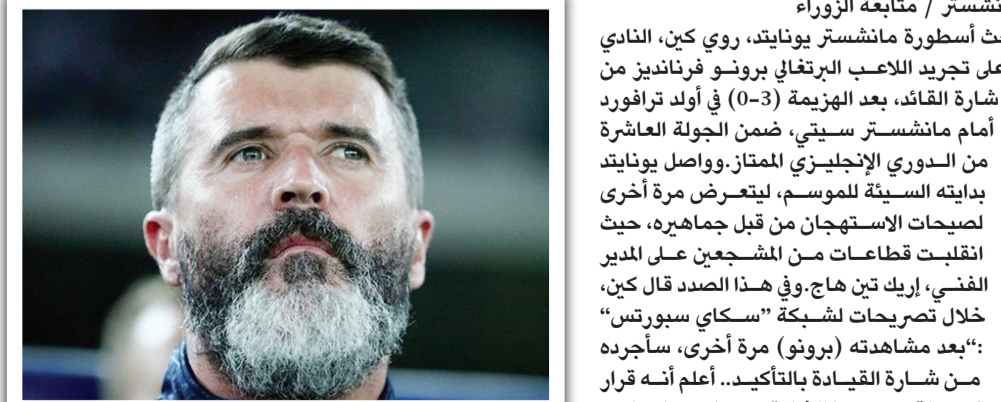 نشستر / متابعة الزوراء
حث أسطورة مانشستر يونايتد، روي كين، النادي
على تجريد اللاعب البرتغالي برونو فرنانديز من
شارة القائد، بعد الهزيمة (3-0) في أولد ترافورد
أمام مانشستر سيتي، ضمن الجولة العاشرة
من الدوري الإنجليزي الممتاز.وواصل يونايتد
بدايته السيئة للموسم، ليتعرض مرة أخرى
لصيحات الاستهجان من قبل جماهيره، حيث
انقلبت قطاعات من المشجعين على المدير
الفني، إريك تين هاج.وفي هذا الصدد قال كين،
خلال تصريحات لشبكة ”سكاي سبورتس“
:“بعد مشاهدته (برونو) مرة أخرى، سأجرده
من شارة القيادة بالتأكيد.. أعلم أنه قرار